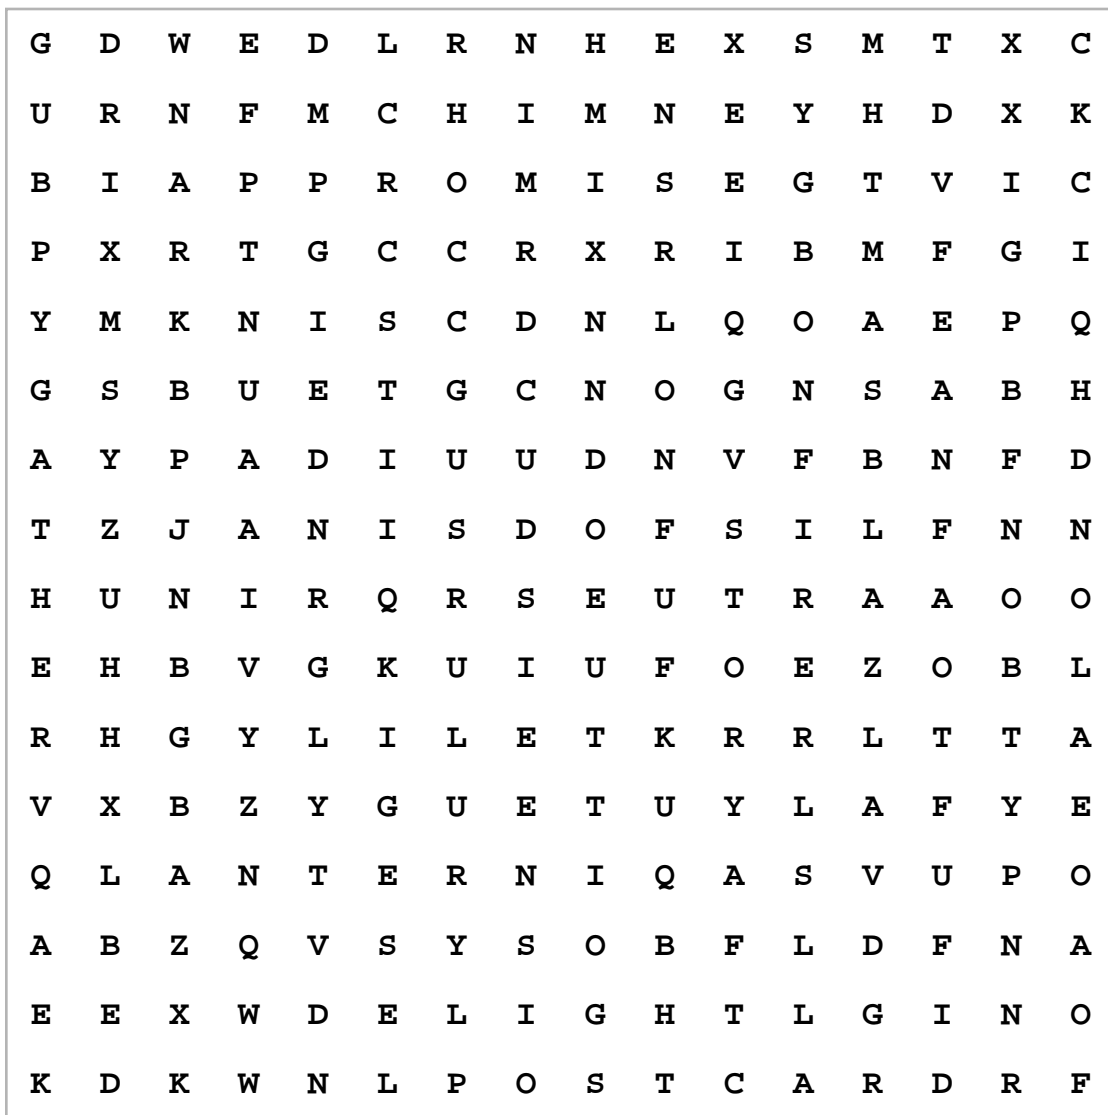 G D W E D L R N H E X S M T X C
U R N F M C H I M N E Y H D X K
B I A P P R O M I S E G T V I C
P X R T G C C R X R I B M F G I
Y M K N I S C D N L Q O A E P Q
G S B U E T G C N O G N S A B H
A Y P A D I U U D N V F B N F D
T Z J A N I S D O F S I L F N N
H U N I R Q R S E U T R A A O O
E H B V G K U I U F O E Z O B L
R H G Y L I L E T K R R L T T A
V X B Z Y G U E T U Y L A F Y E
Q L A N T E R N I Q A S V U P O
A B Z Q V S Y S O B F L D F N A
E E X W D E L I G H T L G I N O
K D K W N L P O S T C A R D R F